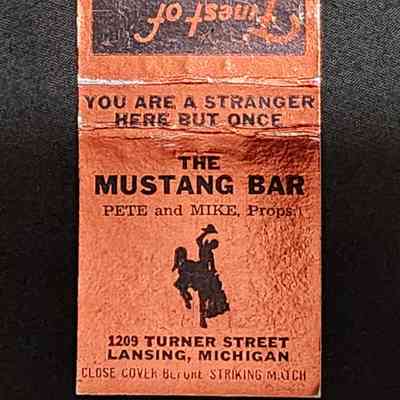 Finest of
YOU ARE A STRANGER
HERE BUT ONCE
THE
MUSTANG BAR
PETE and MIKE, Props.
1209 TURNER STREET
LANSING, MICHIGAN
CLOSE COVER BEFORE STRIKING MATCH